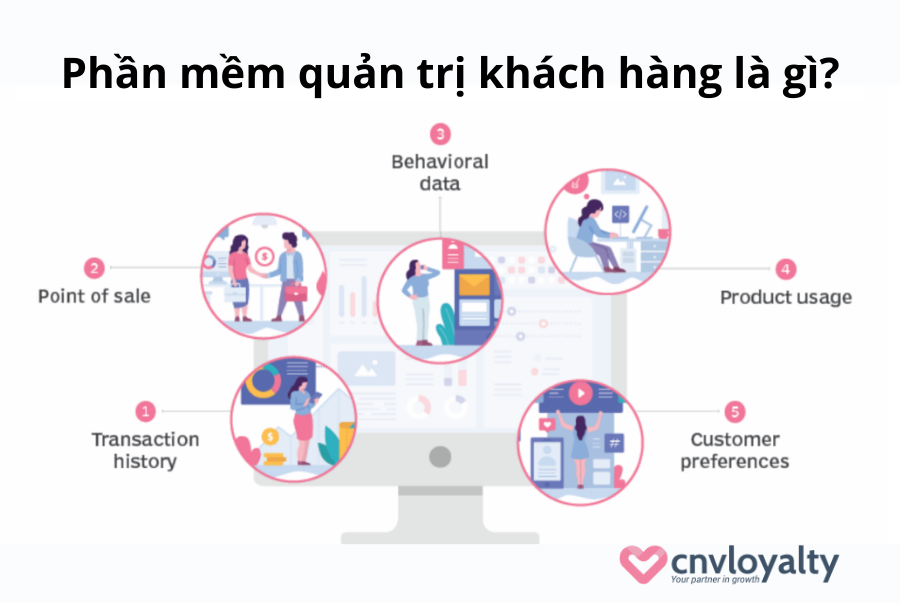 Phần mềm quản trị khách hàng là gì?
3
Behavioral
data
2
Point of sale
4
Product usage
1
Transaction
history
5
Customer
preferences
$
$
</>
#
cnvloyalty
Your partner in growth